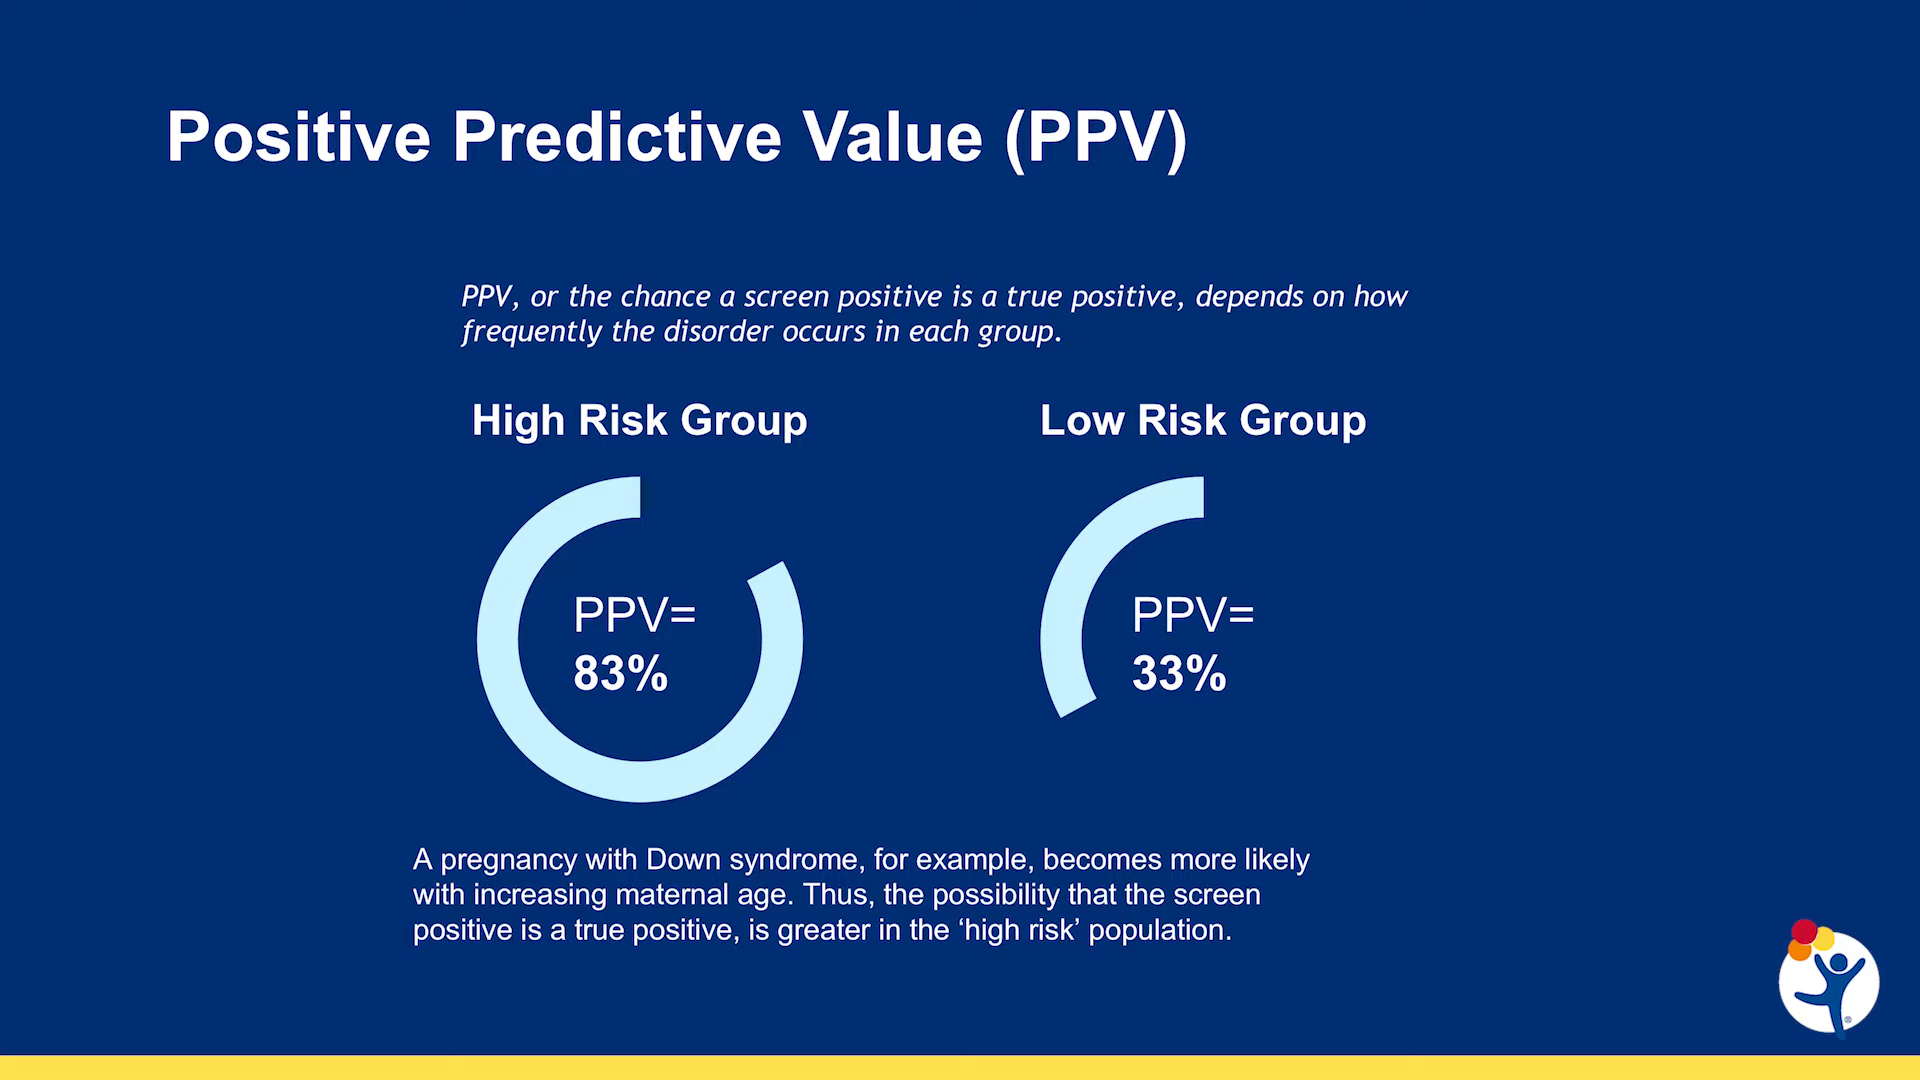 Positive Predictive Value (PPV)
PPV, or the chance a screen positive is a true positive, depends on how
frequently the disorder occurs in each group.
High Risk Group
Low Risk Group
PPV=
83%
PPV=
33%
A pregnancy with Down syndrome, for example, becomes more likely
with increasing maternal age. Thus, the possibility that the screen
positive is a true positive, is greater in the ‘high risk’ population.
®